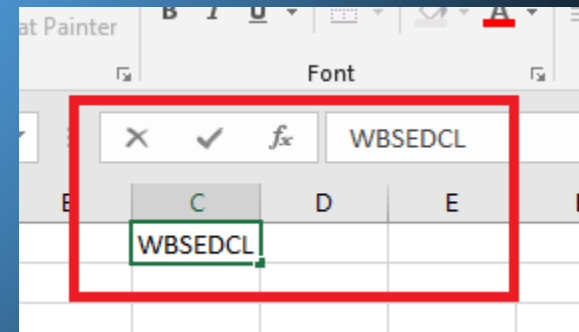 at Painter
B I U A
Font
fx WBSEDCL
C D E
WBSEDCL